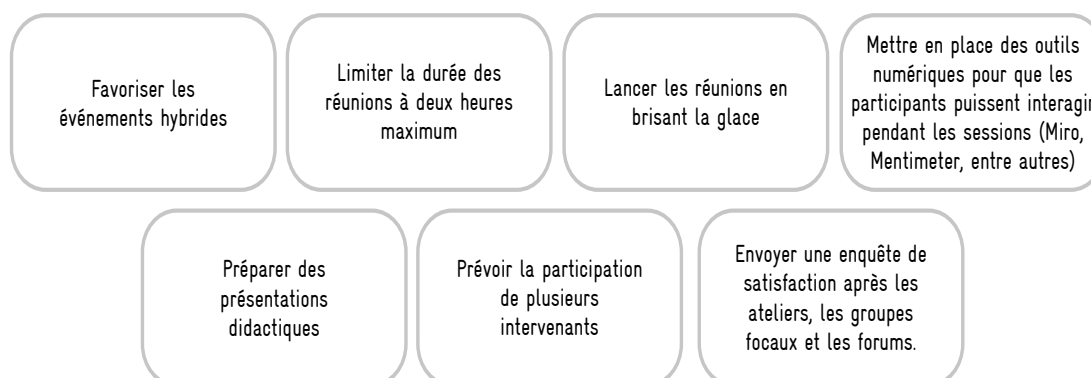 Favoriser les
événements hybrides
Limiter la durée des
réunions à deux heures
maximum
Lancer les réunions en
brisant la glace
Mettre en place des outils
numériques pour que les
participants puissent interagir
pendant les sessions (Miro,
Mentimeter, entre autres)
Préparer des
présentations
didactiques
Prévoir la participation
de plusieurs
intervenants
Envoyer une enquête de
satisfaction après les
ateliers, les groupes
focaux et les forums.